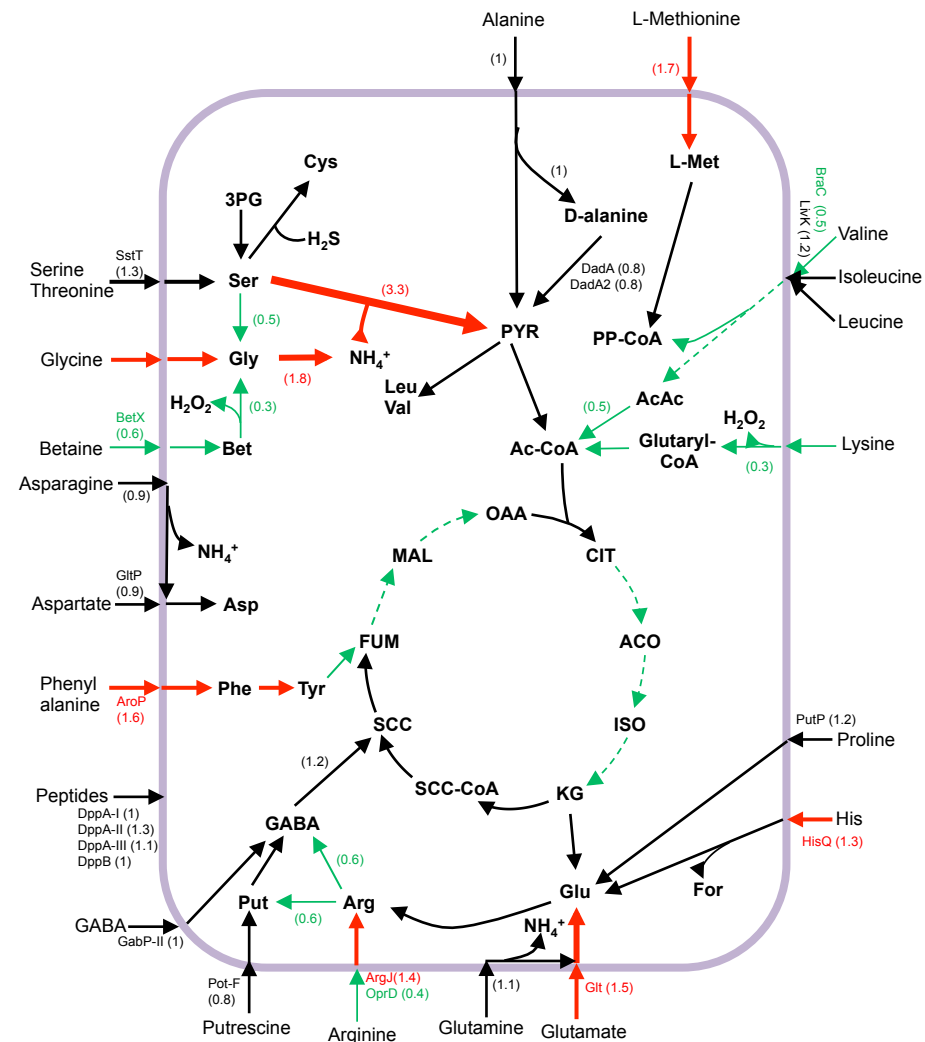 Alanine
L-Methionine
(1)
(1.7)
Cys
3PG
H2S
(1)
L-Met
D-alanine
BraC (0.5)
LivK (1.2)
Valine
Isoleucine
Leucine
SstT
(1.3)
Serine
Threonine
Ser
(3.3)
DadA (0.8)
DadA2 (0.8)
(0.5)
PYR
PP-CoA
Glycine
Gly
(1.8)
NH4+
Leu
Val
H2O2
(0.3)
AcAc
(0.5)
BetX
(0.6)
Betaine
Bet
Ac-CoA
Glutaryl-
CoA
H2O2
(0.3)
Lysine
Asparagine
(0.9)
NH4+
OAA
MAL
CIT
GltP
(0.9)
Aspartate
Asp
FUM
ACO
Phenyl
alanine
AroP
(1.6)
Phe
Tyr
SCC
ISO
PutP (1.2)
Proline
(1.2)
SCC-CoA
KG
Peptides
DppA-I (1)
DppA-II (1.3)
DppA-III (1.1)
DppB (1)
GABA
His
HisQ (1.3)
(0.6)
For
Put
(0.6)
Arg
Glu
NH4+
GABA
GabP-II (1)
Pot-F
(0.8)
ArgJ(1.4)
OprD (0.4)
(1.1)
Glt (1.5)
Putrescine
Arginine
Glutamine
Glutamate